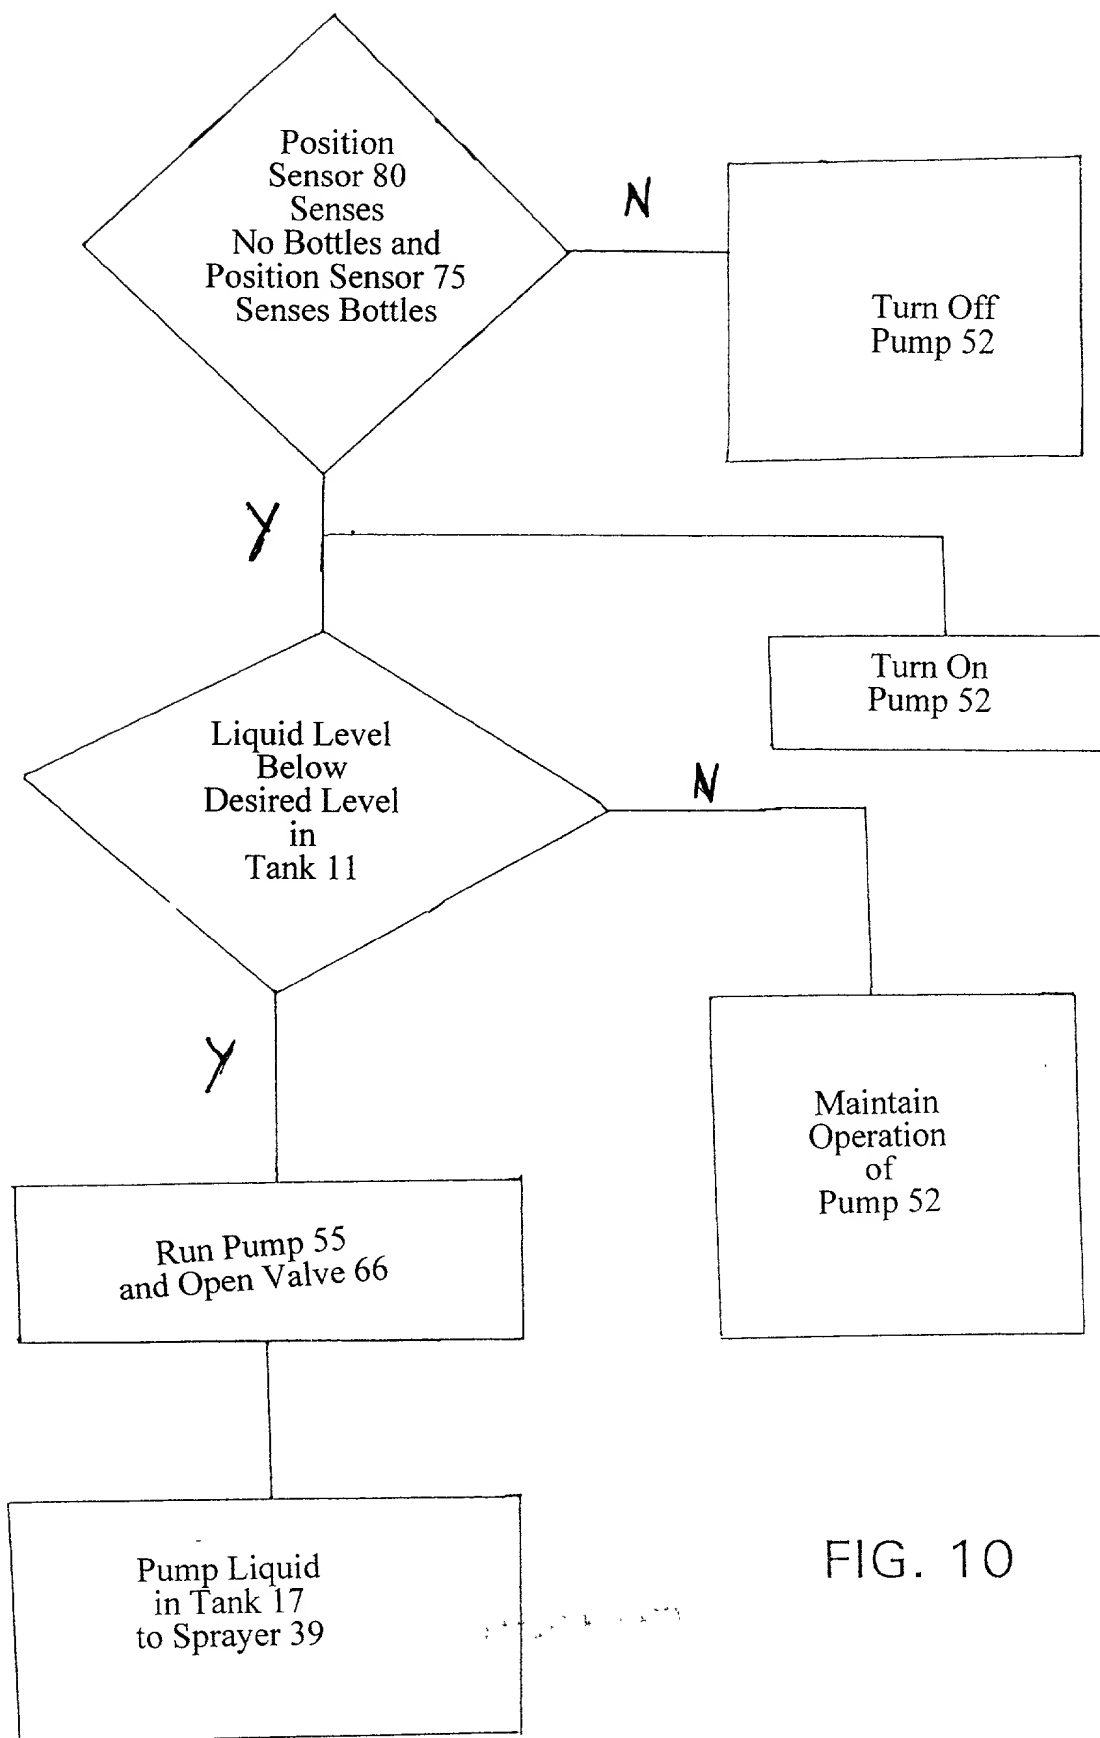 Position
Sensor 80
Senses
No Bottles and
Position Sensor 75
Senses Bottles
N
Turn Off
Pump 52
Y
Turn On
Pump 52
Liquid Level
Below
Desired Level
in
Tank 11
N
Y
Maintain
Operation
of
Pump 52
Run Pump 55
and Open Valve 66
Pump Liquid
in Tank 17
to Sprayer 39
FIG. 10